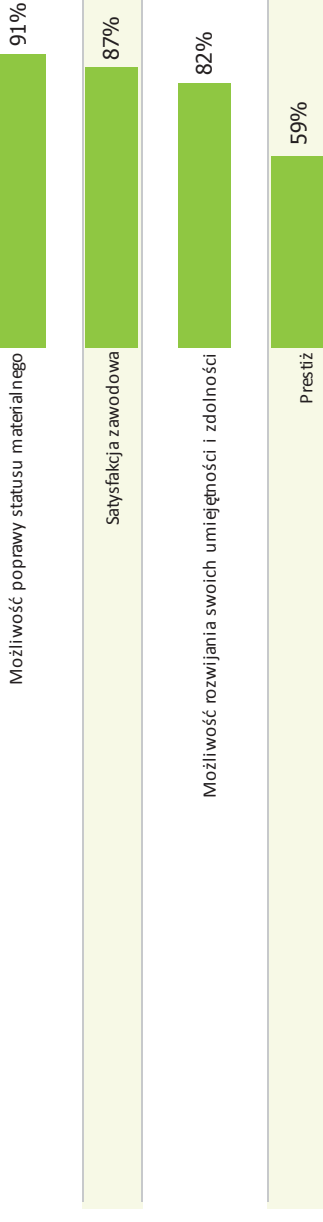 Możliwość poprawy statusu materialnego
91%
Satysfakcja zawodowa
87%
Możliwość rozwijania swoich umiejętności i zdolności
82%
Prestiż
59%